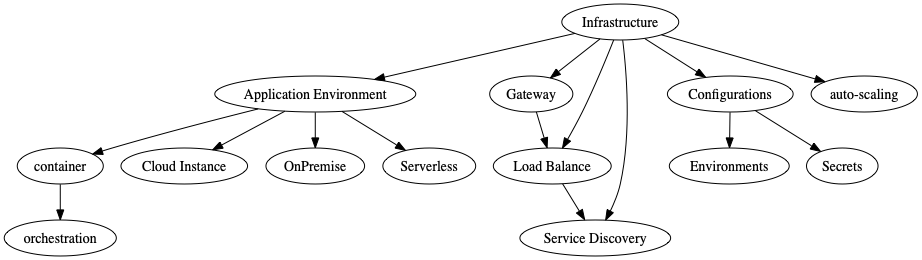 Infrastructure
Application Environment
Gateway
Configurations
auto-scaling
container
Cloud Instance
OnPremise
Serverless
Load Balance
Environments
Secrets
orchestration
Service Discovery